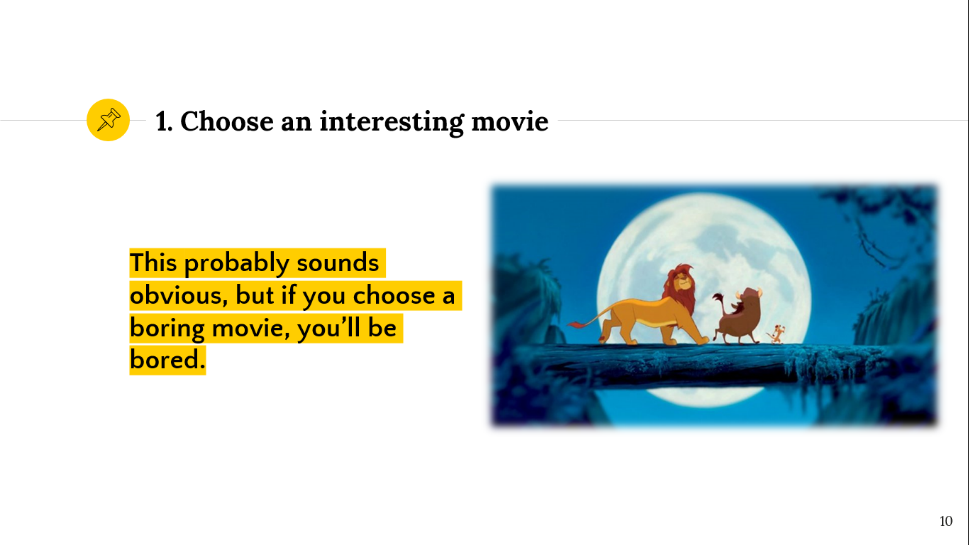 1. Choose an interesting movie
This probably sounds
obvious, but if you choose a
boring movie, you’ll be
bored.
10